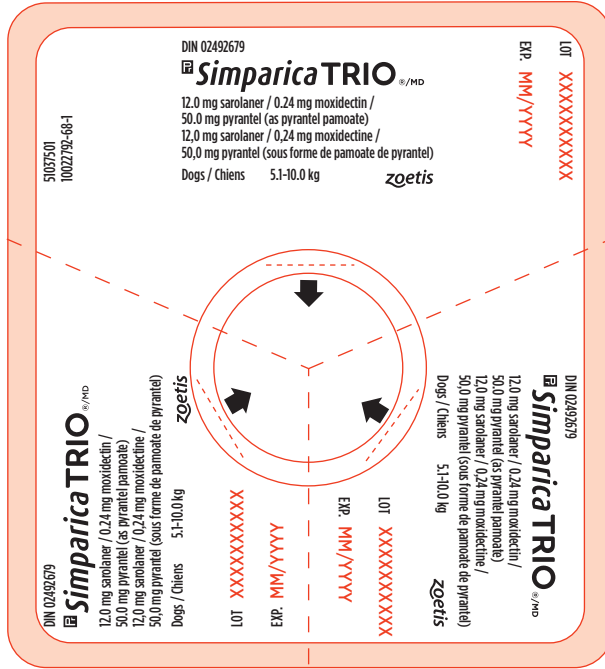 DIN 02492679
Pr Simparica TRIO ®/MD
12.0 mg sarolaner / 0.24 mg moxidectin /
50.0 mg pyrantel (as pyrantel pamoate)
12,0 mg sarolaner / 0,24 mg moxidectine /
50,0 mg pyrantel (sous forme de pamoate de pyrantel)
Dogs / Chiens 5.1-10.0 kg zoetis
LOT XXXXXXXXXX
EXP. MM/YYYY
51037501
10022792-68-1
DIN 02492679
Pr Simparica TRIO ®/MD
12.0 mg sarolaner / 0.24 mg moxidectin /
50.0 mg pyrantel (as pyrantel pamoate)
12,0 mg sarolaner / 0,24 mg moxidectine /
50,0 mg pyrantel (sous forme de pamoate de pyrantel)
Dogs / Chiens 5.1-10.0 kg zoetis
LOT XXXXXXXXXX
EXP. MM/YYYY
DIN 02492679
Pr Simparica TRIO ®/MD
12.0 mg sarolaner / 0.24 mg moxidectin /
50.0 mg pyrantel (as pyrantel pamoate)
12,0 mg sarolaner / 0,24 mg moxidectine /
50,0 mg pyrantel (sous forme de pamoate de pyrantel)
Dogs / Chiens 5.1-10.0 kg zoetis
LOT XXXXXXXXXX
EXP. MM/YYYY